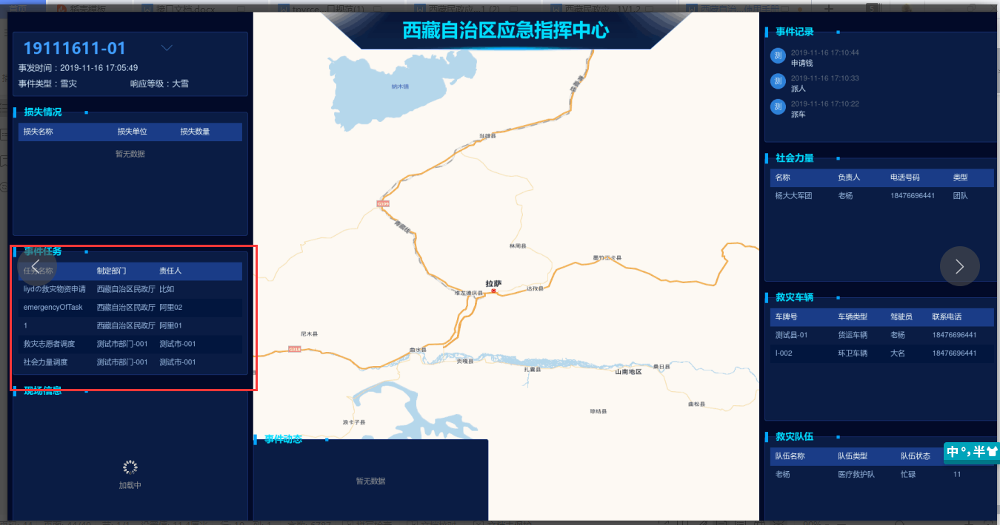 西藏自治区应急指挥中心
19111611-01
事发时间：2019-11-16 17:05:49
事件类型：雪灾 响应等级：大雪
损失情况
损失名称 损失单位 损失数量
暂无数据
事件任务
任务名称 制定部门 责任人
liydの救灾物资申请 西藏自治区民政厅 比如
emergencyOfTask 西藏自治区民政厅 阿里02
1 西藏自治区民政厅 阿里01
救灾志愿者调度 测试市部门-001 测试市-001
社会力量调度 测试市部门-001 测试市-001
现场信息
加载中
纳木错
青藏线
当雄县
G109
青藏线
林周县
墨竹工卡县
拉萨
达孜县
堆龙德庆县
尼木县
G318
曲水县
贡嘎县
扎囊县
山南地区
桑日县
曲松县
琼结县
浪卡子县
事件动态
暂无数据
事件记录
测 2019-11-16 17:10:44
申请钱
测 2019-11-16 17:10:33
派人
测 2019-11-16 17:10:22
派车
社会力量
名称 负责人 电话号码 类型
杨大大军团 老杨 18476696441 团队
救灾车辆
车牌号 车辆类型 驾驶员 联系电话
测试县-01 货运车辆 老杨 18476696441
I-002 环卫车辆 大名 18476696441
救灾队伍
队伍名称 队伍类型 队伍状态
中 半
老杨 医疗救护队 忙碌 11